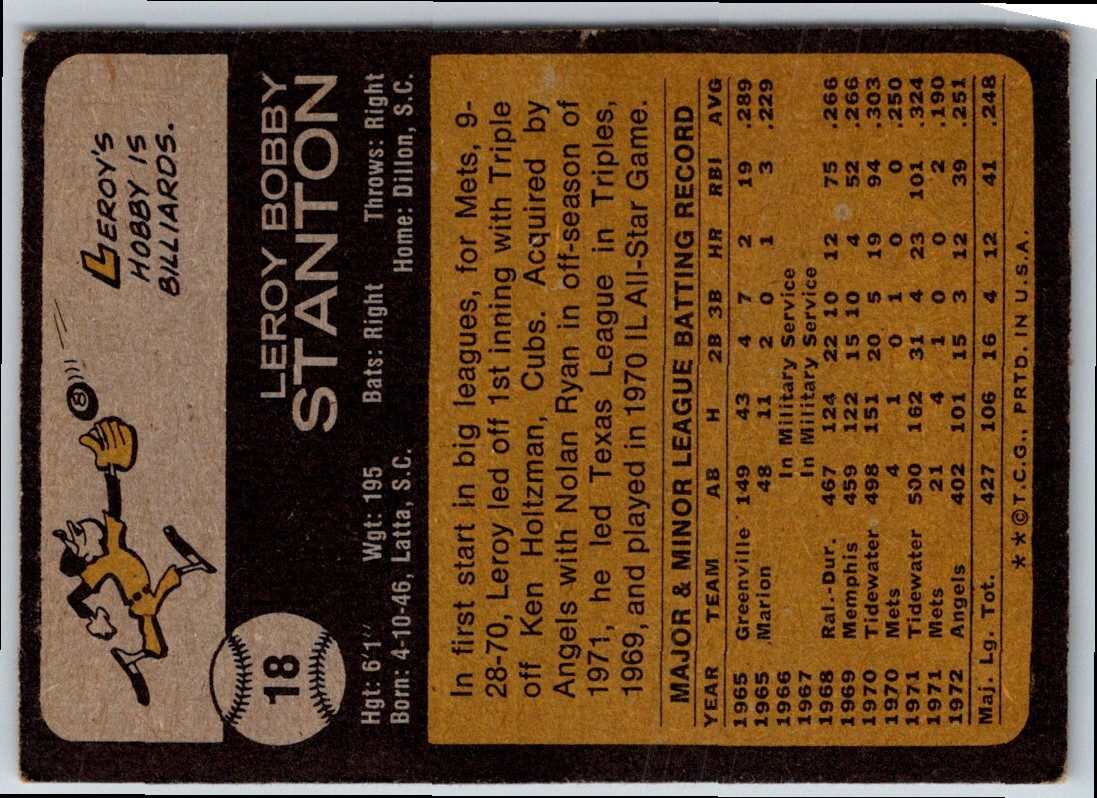 LEROY'S
HOBBY IS
BILLIARDS.
8
18
LEROY BOBBY
STANTON
Hgt: 6'1" Wgt: 195 Bats: Right Throws: Right
Born: 4-10-46, Latta, S.C. Home: Dillon, S.C.
In first start in big leagues, for Mets, 9-
28-70, Leroy led off 1st inning with Triple
off Ken Holtzman, Cubs. Acquired by
Angels with Nolan Ryan in off-season of
1971, he led Texas League in Triples,
1969, and played in 1970 IL All-Star Game.
MAJOR & MINOR LEAGUE BATTING RECORD
YEAR TEAM AB H 2B 3B HR RBI AVG
1965 Greenville 149 43 4 7 2 19 .289
1965 Marion 48 11 2 0 1 3 .229
1966 In Military Service
1967 In Military Service
1968 Ral.-Dur. 467 124 22 10 12 75 .266
1969 Memphis 459 122 15 10 4 52 .266
1970 Tidewater 498 151 20 5 19 94 .303
1970 Mets 4 1 0 1 0 0 .250
1971 Tidewater 500 162 31 4 23 101 .324
1971 Mets 21 4 1 0 0 2 .190
1972 Angels 402 101 15 3 12 39 .251
Maj. Lg. Tot. 427 106 16 4 12 41 .248
**©T.C.G., PRTD. IN U.S.A.